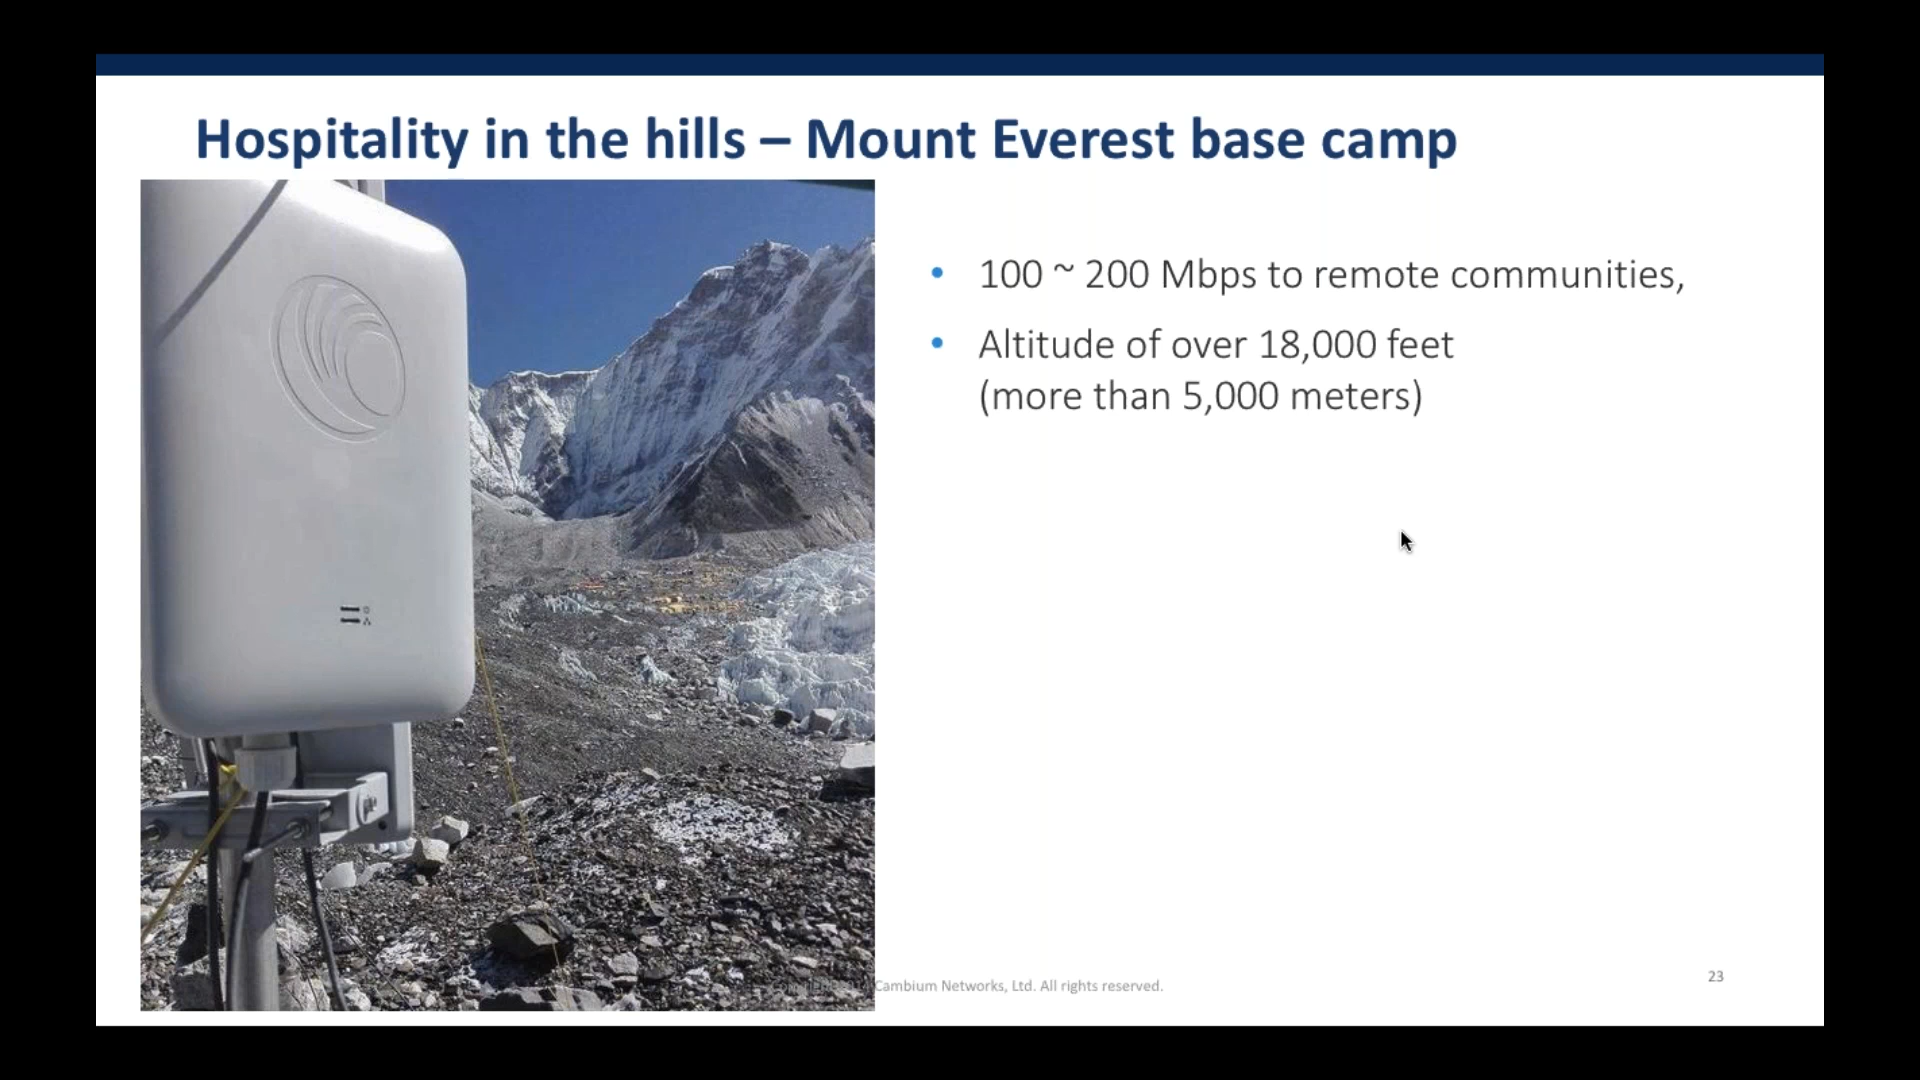 Hospitality in the hills – Mount Everest base camp
• 100 ~ 200 Mbps to remote communities,
• Altitude of over 18,000 feet
(more than 5,000 meters)
Cambium Networks, Ltd. All rights reserved.
23